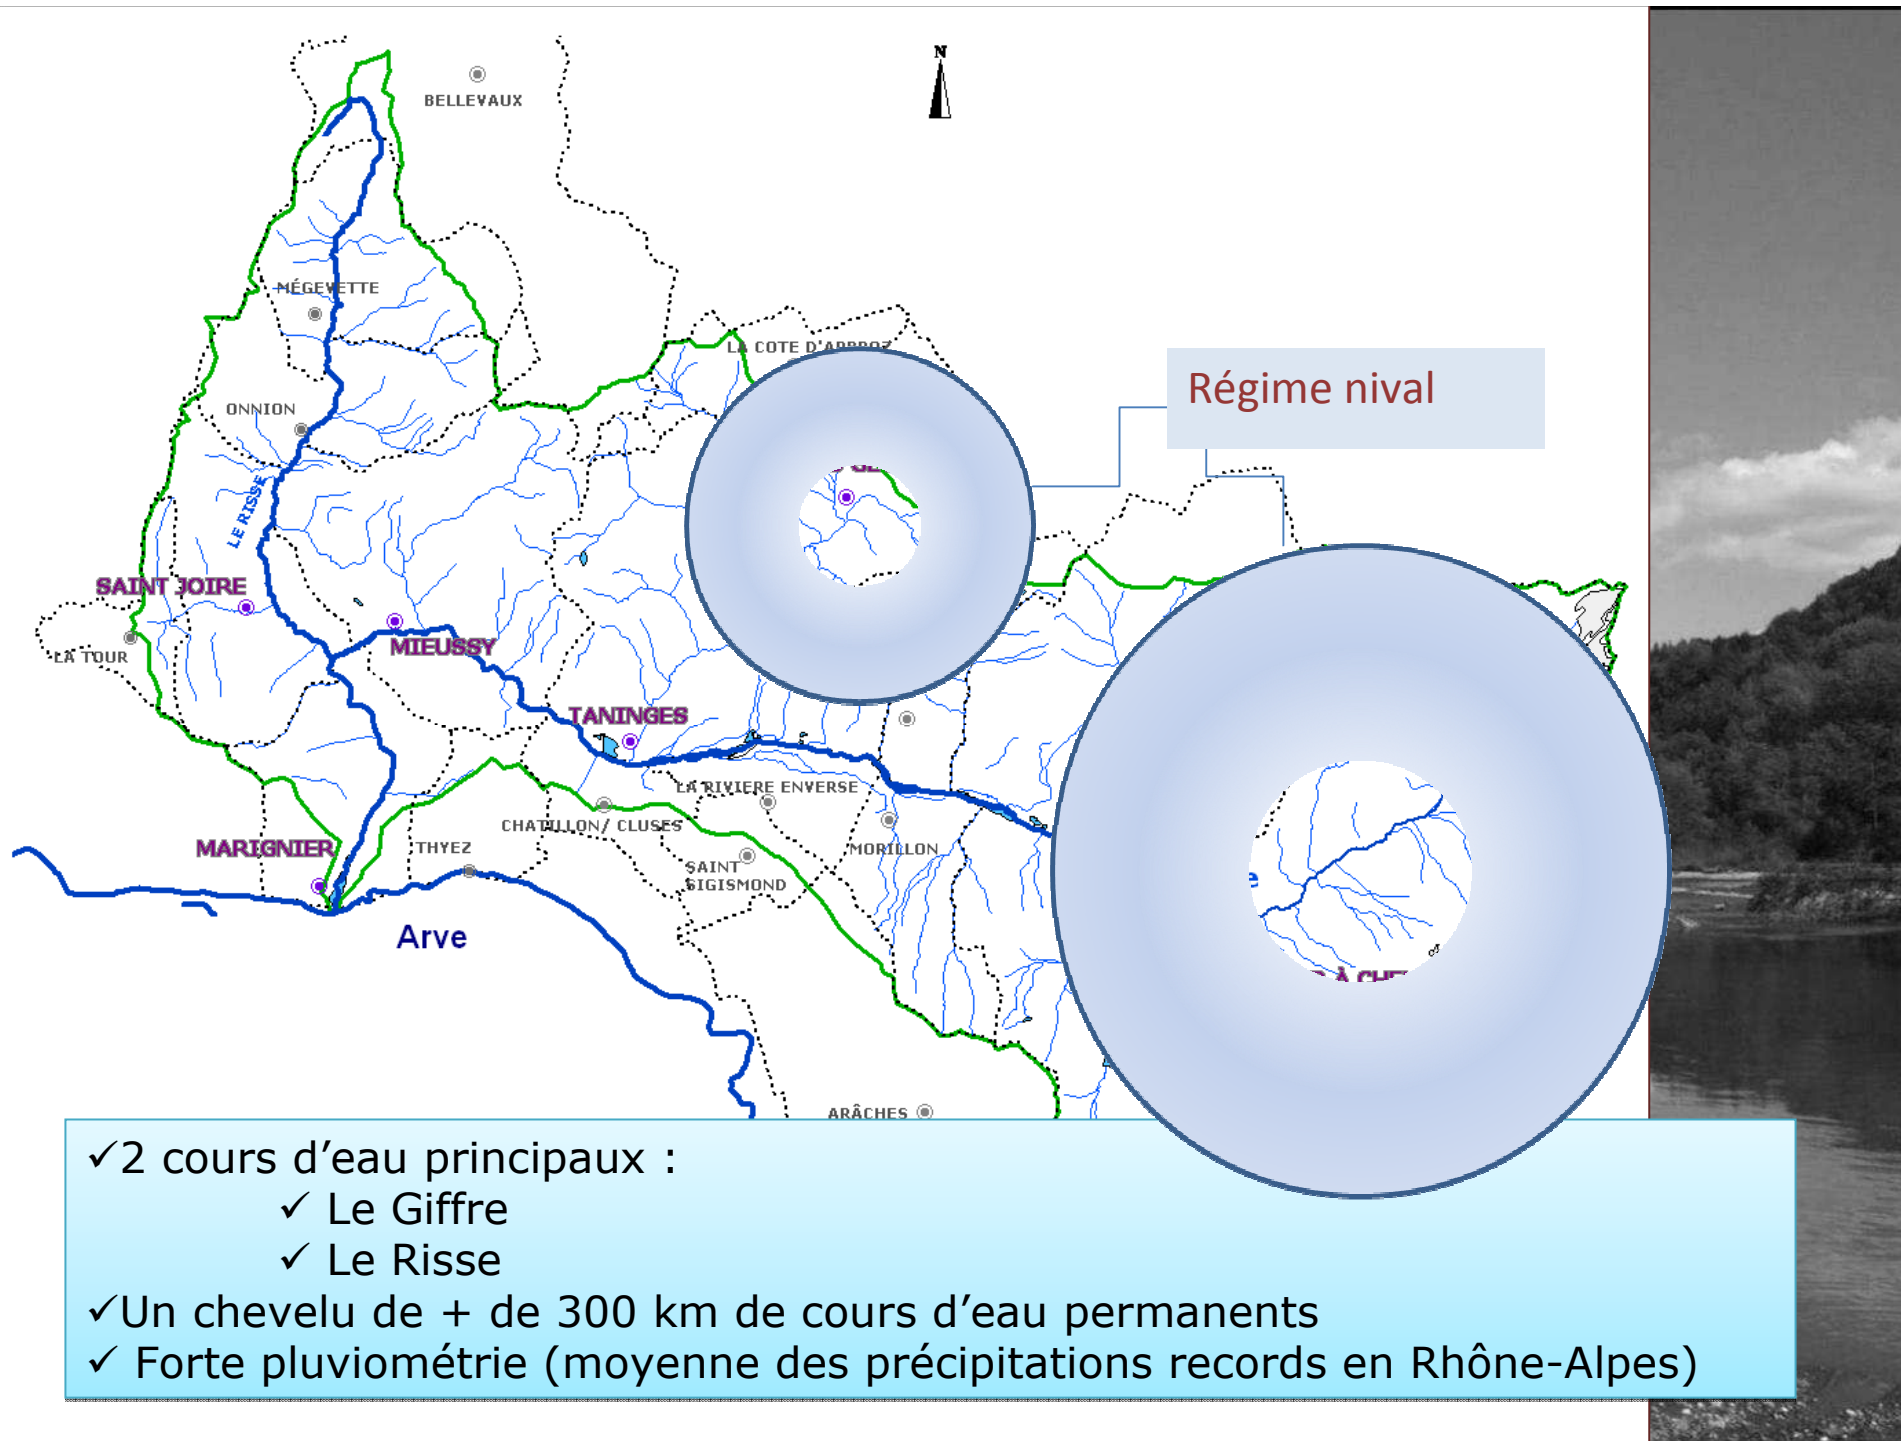 N
BELLEVAUX
MÉGEVETTE
LA COTE D'ARBROZ
Régime nival
ONNION
LE RISSE
SAINT JOIRE
MIEUSSY
LA TOUR
TANINGES
LA RIVIERE ENVERSE
CHATILLON/ CLUSES
MARIGNIER
THYEZ
MORILLON
SAINT
SIGISMOND
Arve
À CHE
ARÂCHES
✓2 cours d’eau principaux :
✓ Le Giffre
✓ Le Risse
✓Un chevelu de + de 300 km de cours d’eau permanents
✓ Forte pluviométrie (moyenne des précipitations records en Rhône-Alpes)